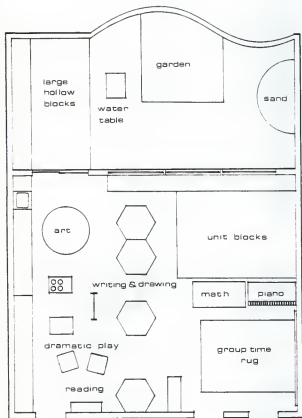 large
hollow
blocks
garden
water
table
sand
art
unit blocks
writing & drawing
math
piano
dramatic play
group time
rug
reading